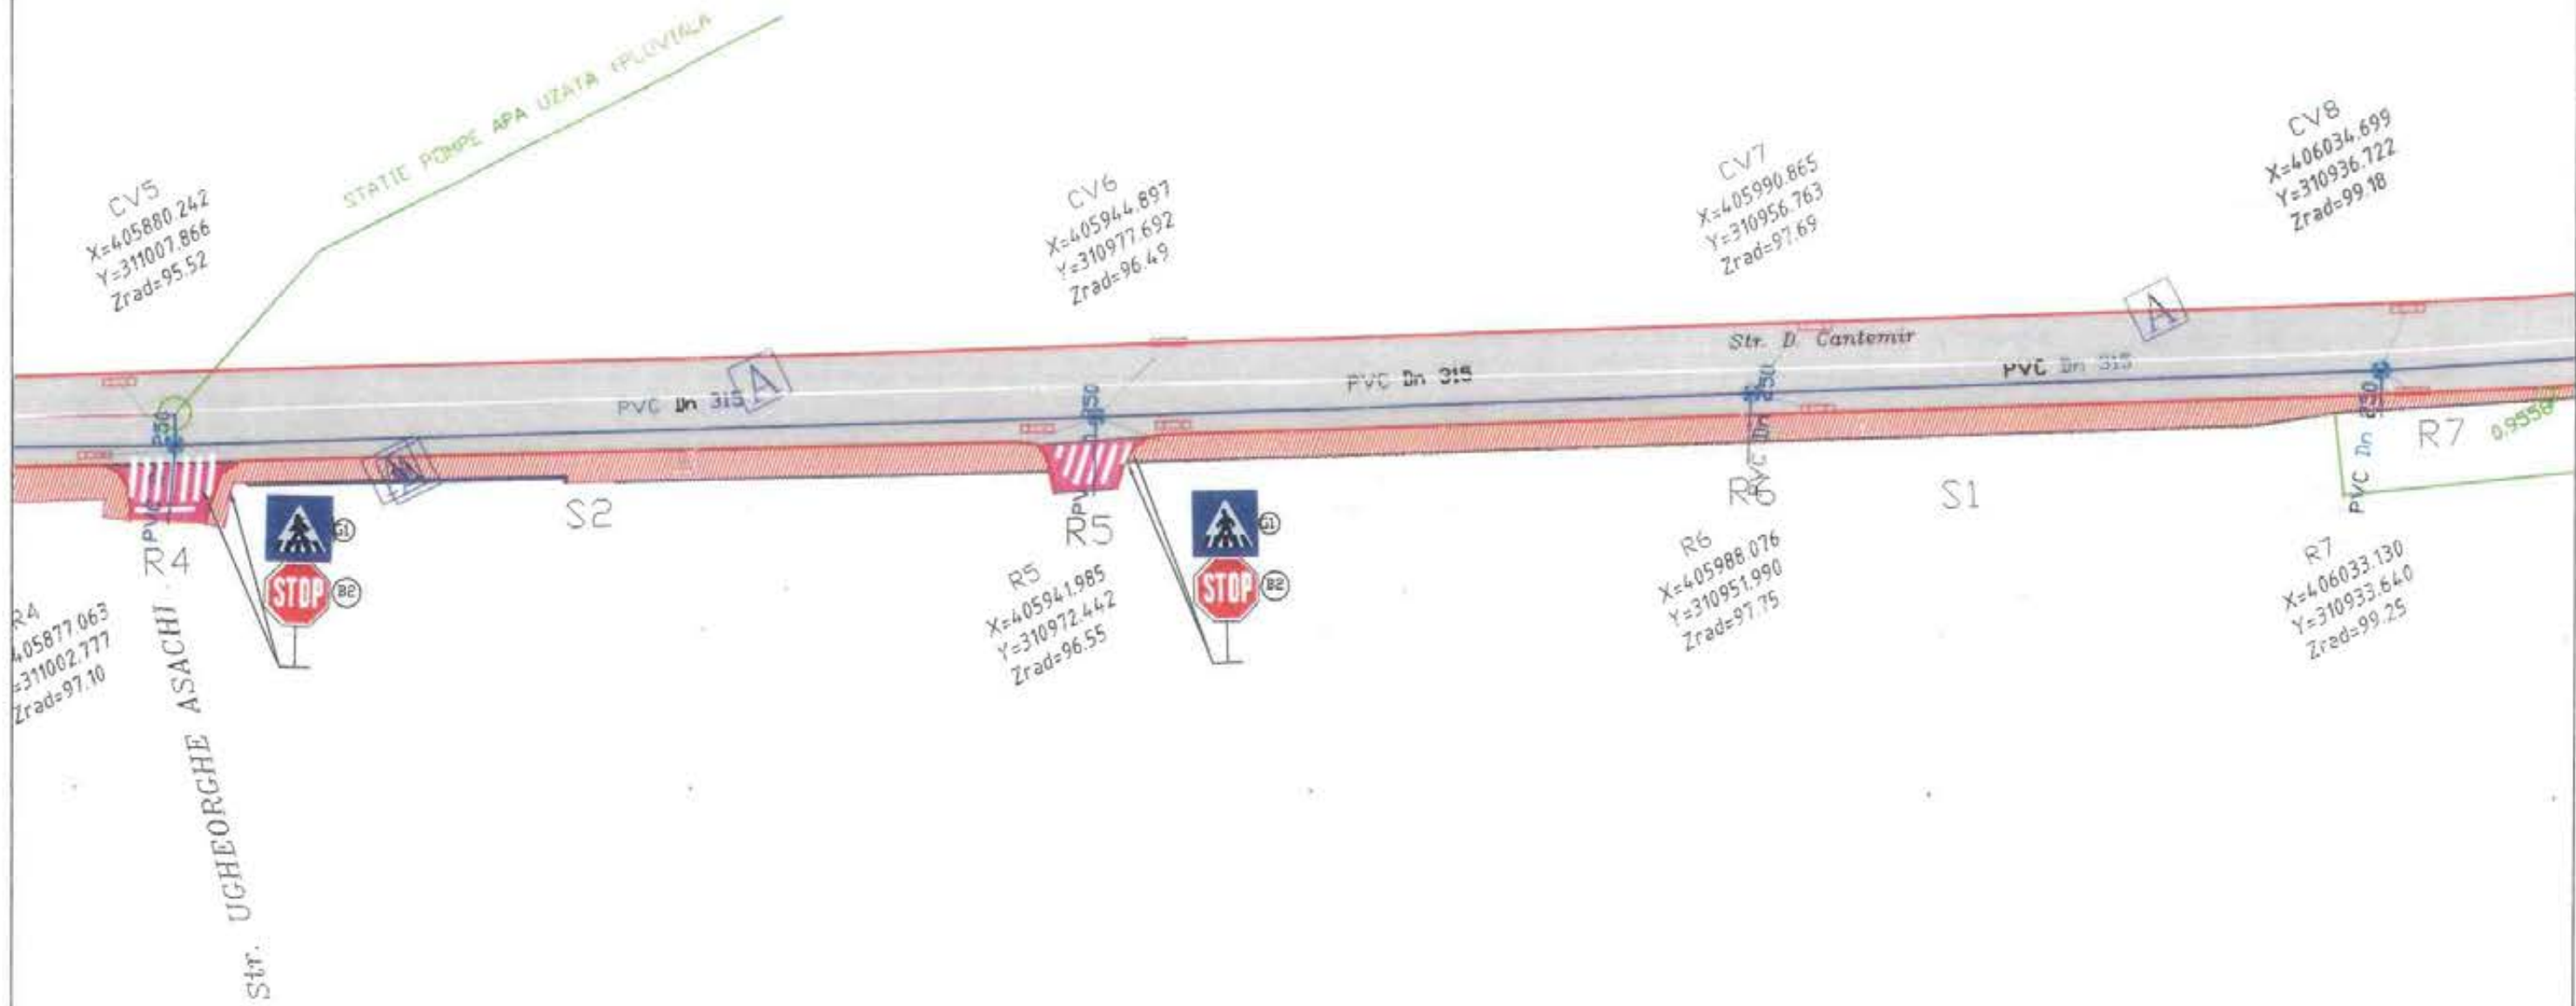 STATIE POMPE APA UZATA +PLUVIALA
CV5
X=405880.242
Y=311007.866
Zrad=95.52
CV6
X=405944.897
Y=310977.692
Zrad=96.49
CV7
X=405990.865
Y=310956.763
Zrad=97.69
CV8
X=406034.699
Y=310936.722
Zrad=99.18
A
A
Str. D. Cantemir
PVC Dn 315
PVC Dn 315
PVC Dn 315
PVC
PVC Dn 250
PVC Dn 250
R4
S2
R5
R6
S1
R7
G1
STOP
B2
G1
STOP
B2
R4
405877.063
=311002.777
Zrad=97.10
R5
X=405941.985
Y=310972.442
Zrad=96.55
R6
X=405988.076
Y=310951.990
Zrad=97.75
R7
X=406033.130
Y=310933.640
Zrad=99.25
Str. UGHEORGHE ASACHI